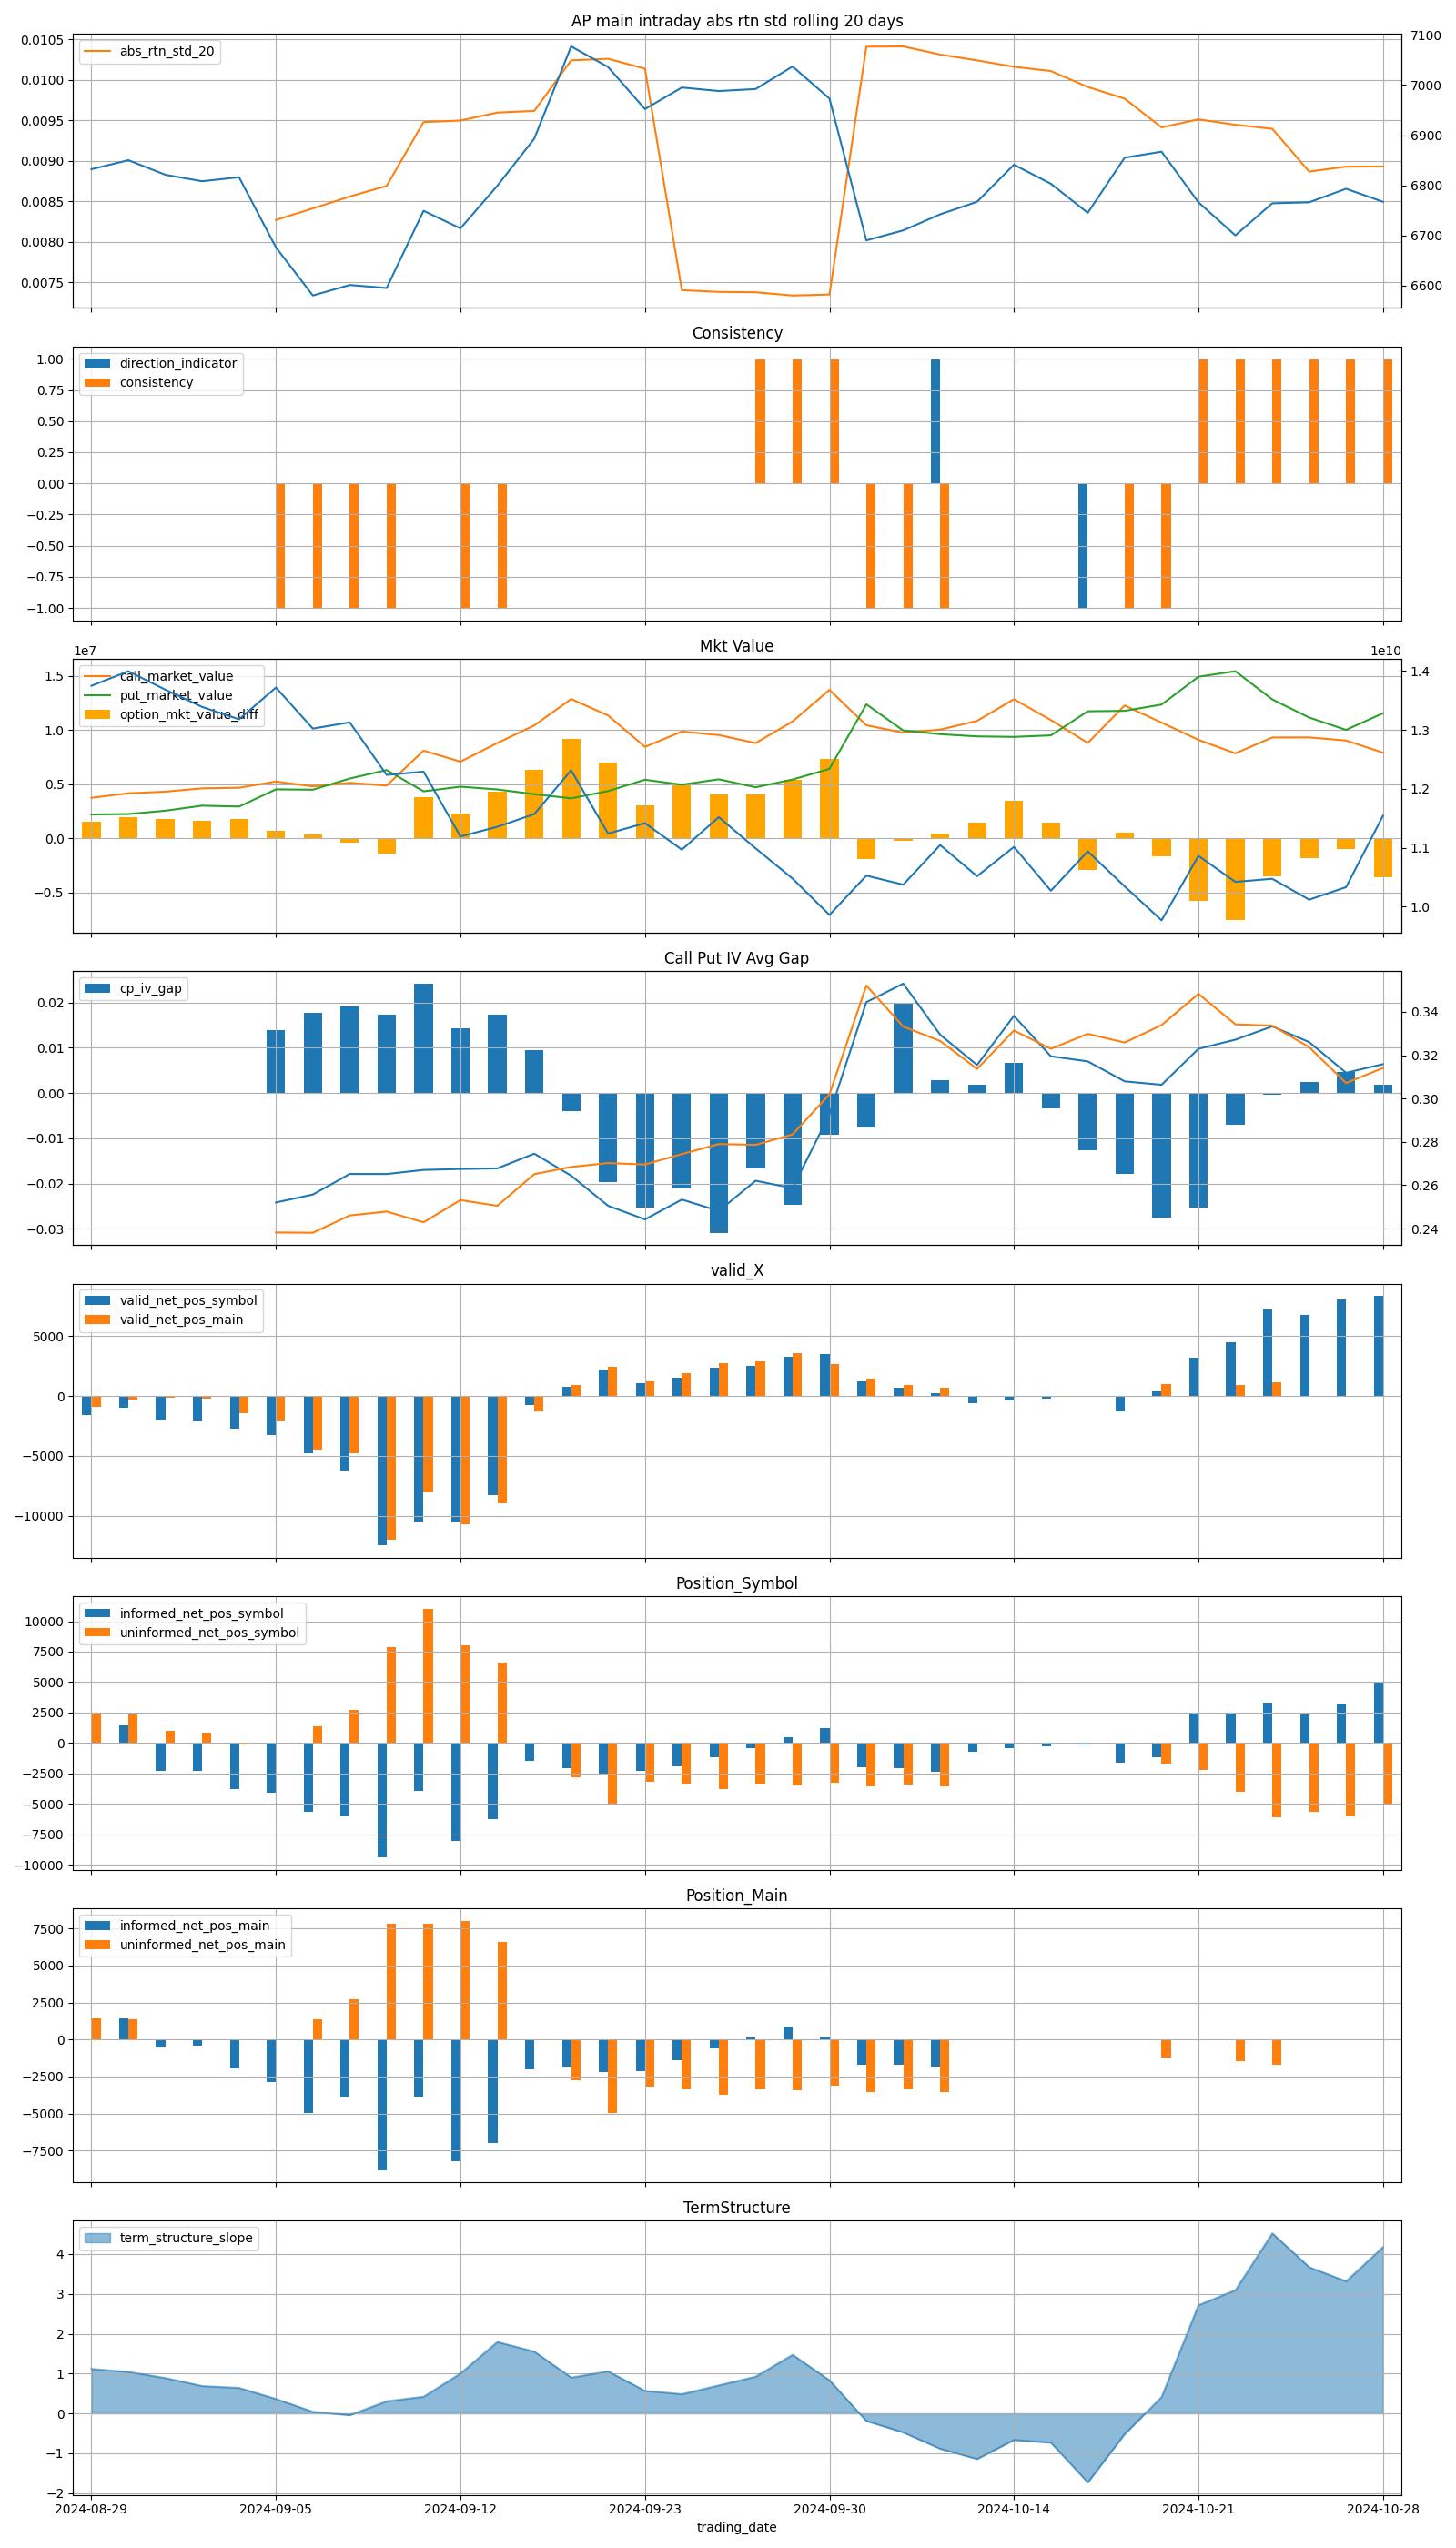 AP main intraday abs rtn std rolling 20 days
abs_rtn_std_20
0.0105
0.0100
0.0095
0.0090
0.0085
0.0080
0.0075
7100
7000
6900
6800
6700
6600
Consistency
direction_indicator
consistency
1.00
0.75
0.50
0.25
0.00
−0.25
−0.50
−0.75
−1.00
Mkt Value
1e7
1e10
call_market_value
put_market_value
option_mkt_value_diff
1.5
1.0
0.5
0.0
−0.5
1.4
1.3
1.2
1.1
1.0
Call Put IV Avg Gap
cp_iv_gap
0.02
0.01
0.00
−0.01
−0.02
−0.03
0.34
0.32
0.30
0.28
0.26
0.24
valid_X
valid_net_pos_symbol
valid_net_pos_main
5000
0
−5000
−10000
Position_Symbol
informed_net_pos_symbol
uninformed_net_pos_symbol
10000
7500
5000
2500
0
−2500
−5000
−7500
−10000
Position_Main
informed_net_pos_main
uninformed_net_pos_main
7500
5000
2500
0
−2500
−5000
−7500
TermStructure
term_structure_slope
4
3
2
1
0
−1
−2
2024-08-29 2024-09-05 2024-09-12 2024-09-23 2024-09-30 2024-10-14 2024-10-21 2024-10-28
trading_date